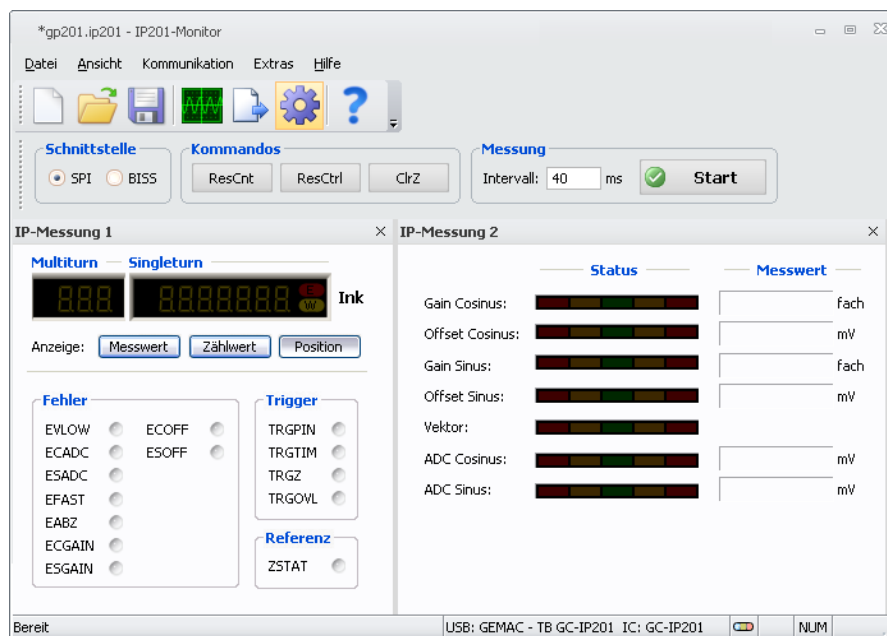 *gp201.ip201 - IP201-Monitor
Datei Ansicht Kommunikation Extras Hilfe
Schnittstelle Kommandos Messung
SPI BISS ResCnt ResCtrl ClrZ Intervall: 40 ms Start
IP-Messung 1
Multiturn Singleturn
888 8888888 E W Ink
Anzeige: Messwert Zählwert Position
Fehler
EVLOW ECOFF
ECADC ESOFF
ESADC
EFAST
EABZ
ECGAIN
ESGAIN
Trigger
TRGPIN
TRGTIM
TRGZ
TRGOVL
Referenz
ZSTAT
IP-Messung 2
Status Messwert
Gain Cosinus: fach
Offset Cosinus: mV
Gain Sinus: fach
Offset Sinus: mV
Vektor:
ADC Cosinus: mV
ADC Sinus: mV
Bereit USB: GEMAC - TB GC-IP201 IC: GC-IP201 NUM